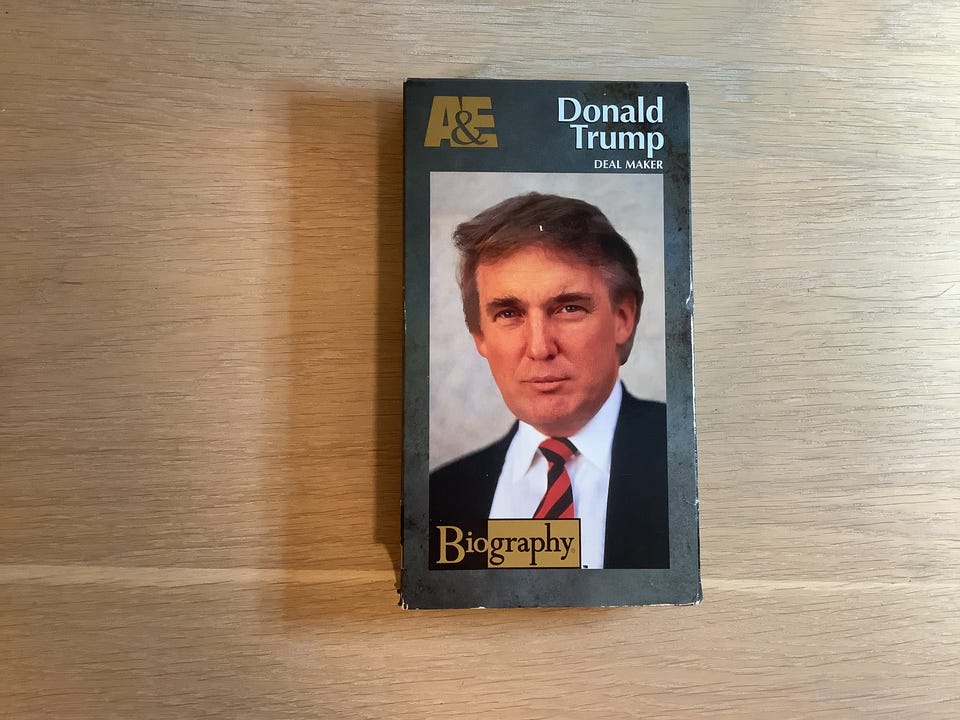 A&E
Donald
Trump
DEAL MAKER
Biography